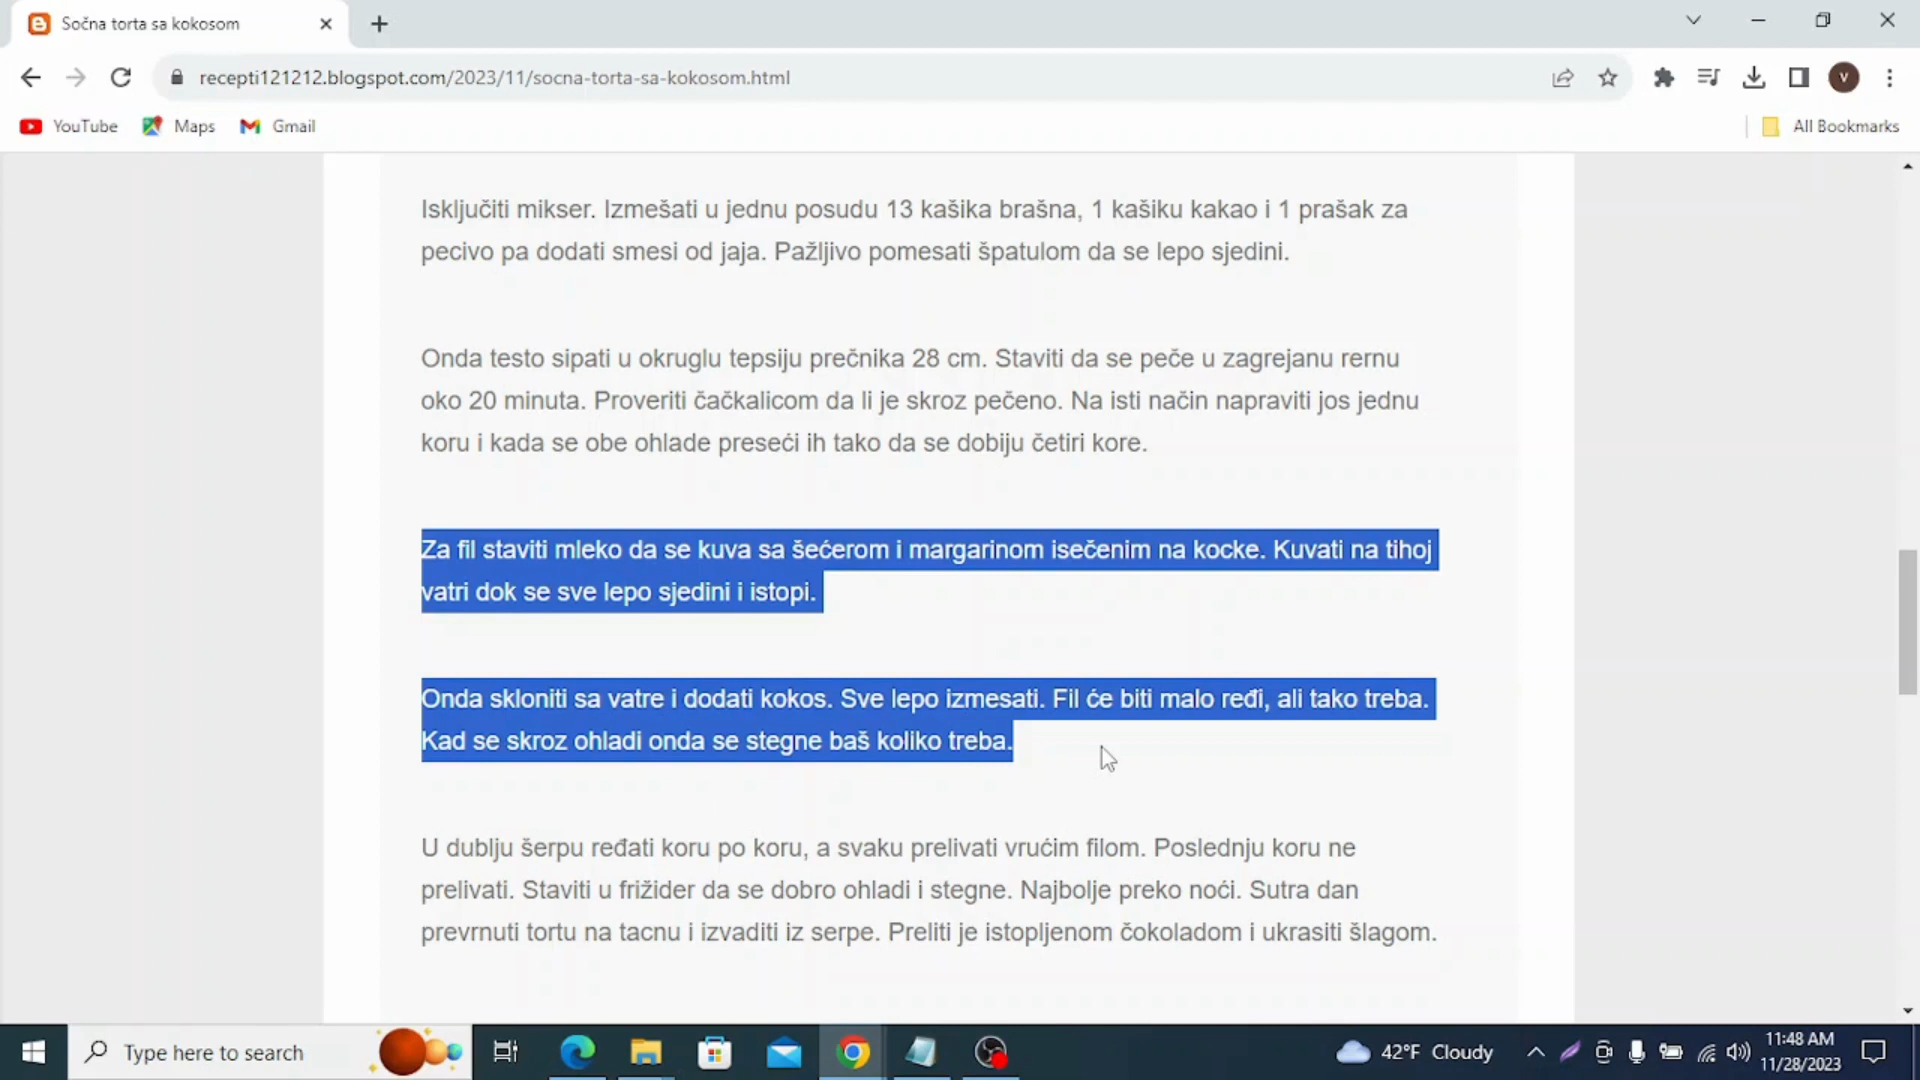 Sočna torta sa kokosom
recepti121212.blogspot.com/2023/11/socna-torta-sa-kokosom.html
V
YouTube
Maps
Gmail
All Bookmarks
Isključiti mikser. Izmešati u jednu posudu 13 kašika brašna, 1 kašiku kakao i 1 prašak za
pecivo pa dodati smesi od jaja. Pažljivo pomesati špatulom da se lepo sjedini.
Onda testo sipati u okruglu tepsiju prečnika 28 cm. Staviti da se peče u zagrejanu rernu
oko 20 minuta. Proveriti čačkalicom da li je skroz pečeno. Na isti način napraviti jos jednu
koru i kada se obe ohlade preseći ih tako da se dobiju četiri kore.
Za fil staviti mleko da se kuva sa šećerom i margarinom isečenim na kocke. Kuvati na tihoj
vatri dok se sve lepo sjedini i istopi.
Onda skloniti sa vatre i dodati kokos. Sve lepo izmesati. Fil će biti malo ređi, ali tako treba.
Kad se skroz ohladi onda se stegne baš koliko treba.
U dublju šerpu ređati koru po koru, a svaku prelivati vrućim filom. Poslednju koru ne
prelivati. Staviti u frižider da se dobro ohladi i stegne. Najbolje preko noći. Sutra dan
prevrnuti tortu na tacnu i izvaditi iz serpe. Preliti je istopljenom čokoladom i ukrasiti šlagom.
Type here to search
42°F Cloudy
11:48 AM
11/28/2023